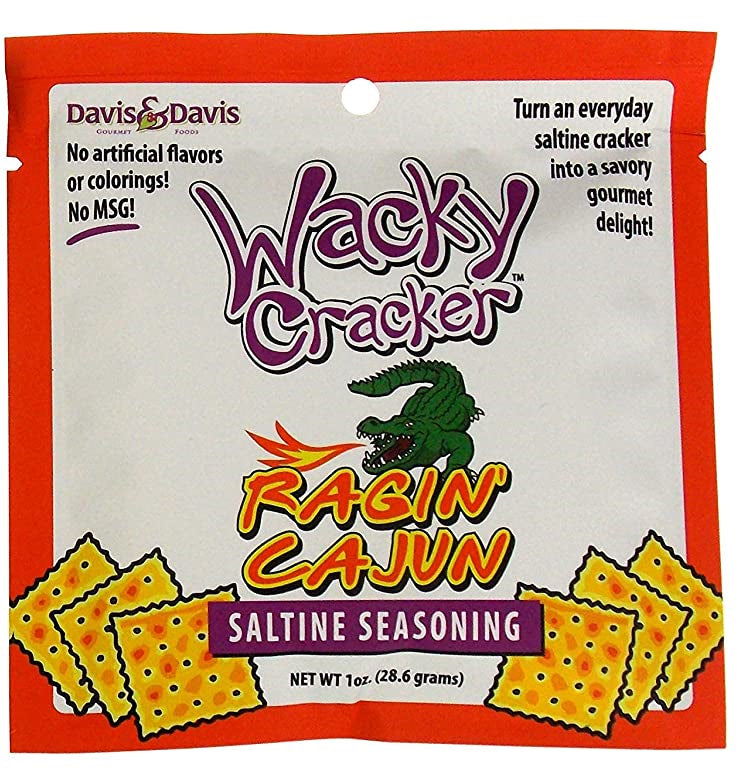 Davis & Davis
GOURMET FOODS
No artificial flavors
or colorings!
No MSG!
Turn an everyday
saltine cracker
into a savory
gourmet
delight!
Wacky
Cracker™
RAGIN'
CAJUN
SALTINE SEASONING
NET WT 1oz. (28.6 grams)